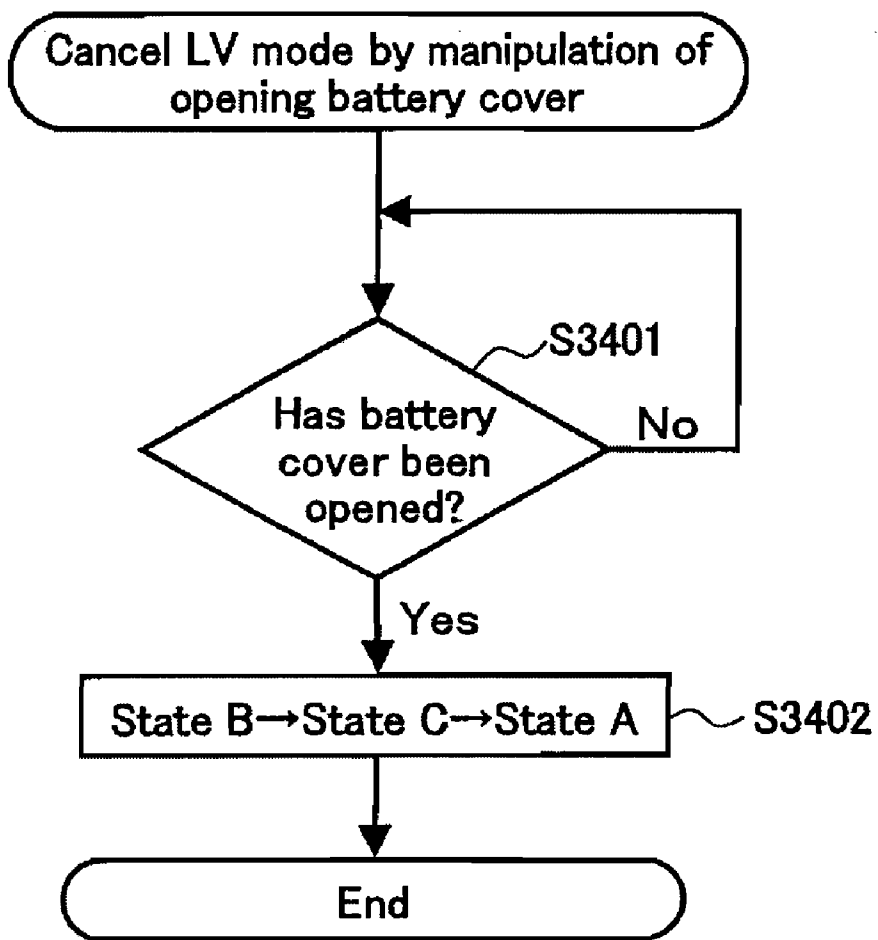 Cancel LV mode by manipulation of
opening battery cover
S3401
Has battery
cover been
opened?
No
Yes
State B→State C→State A
S3402
End